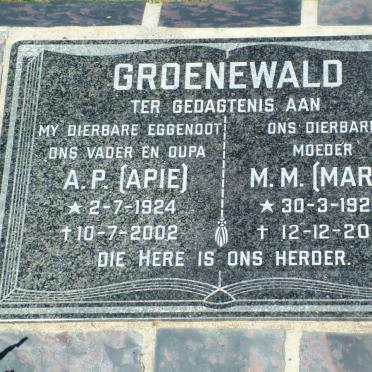 GROENEWALD
TER GEDAGTENIS AAN
MY DIERBARE EGGENOOT
ONS VADER EN OUPA
A.P. (APIE)
★ 2-7-1924
† 10-7-2002
ONS DIERBARE
MOEDER
M.M. (MAR
★ 30-3-192
† 12-12-20
DIE HERE IS ONS HERDER.